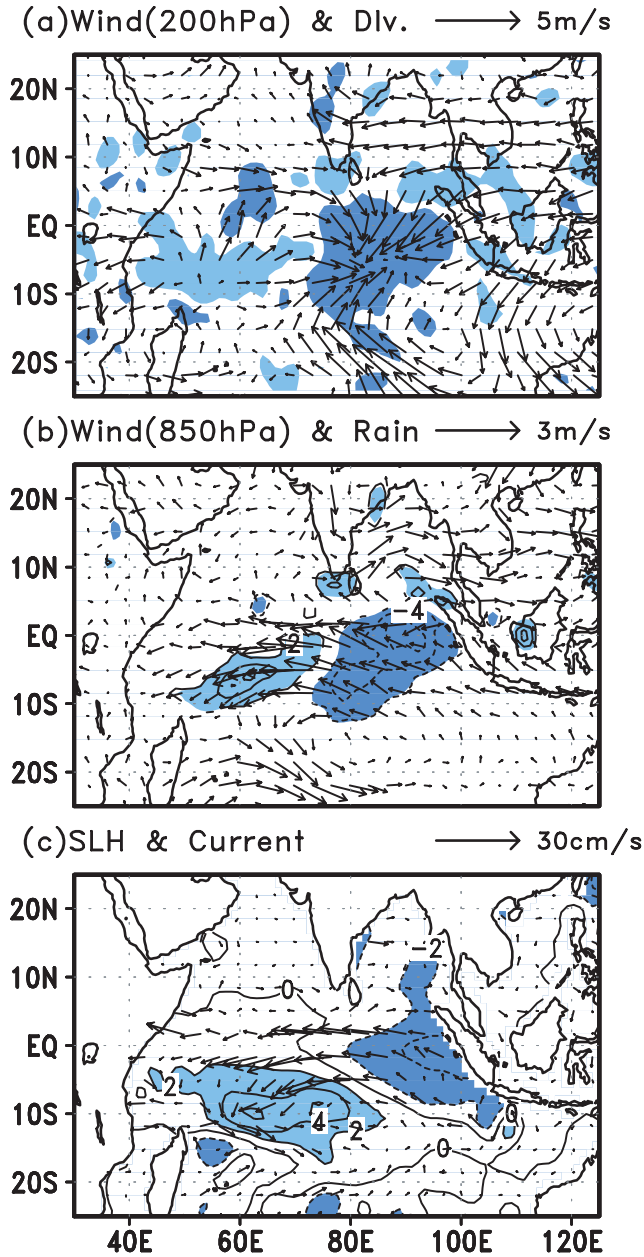 (a)Wind(200hPa) & DIv. 5m/s
20N
10N
EQ
10S
20S
(b)Wind(850hPa) & Rain 3m/s
20N
10N
-4
EQ
2
10S
20S
(c)SLH & Current 30cm/s
20N
-2
10N
0
EQ
2
10S
4
2
0
0
20S
40E 60E 80E 100E 120E